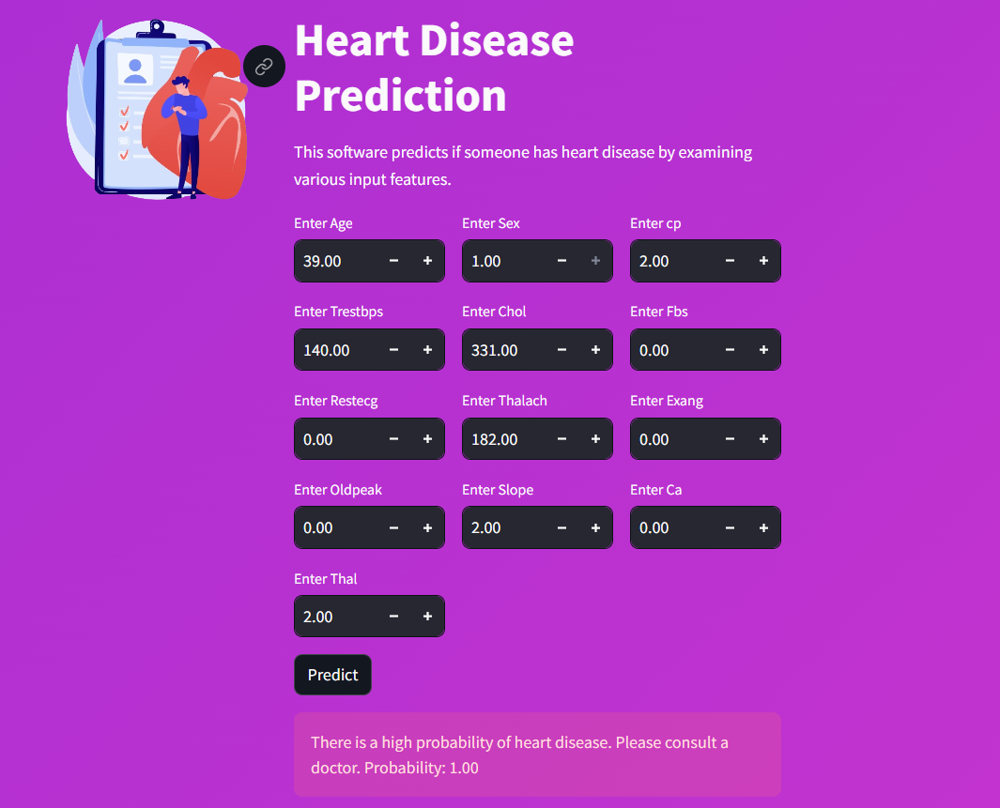 Heart Disease
Prediction
This software predicts if someone has heart disease by examining
various input features.
Enter Age
Enter Sex
Enter cp
39.00
1.00
2.00
Enter Trestbps
Enter Chol
Enter Fbs
140.00
331.00
0.00
Enter Restecg
Enter Thalach
Enter Exang
0.00
182.00
0.00
Enter Oldpeak
Enter Slope
Enter Ca
0.00
2.00
0.00
Enter Thal
2.00
Predict
There is a high probability of heart disease. Please consult a
doctor. Probability: 1.00